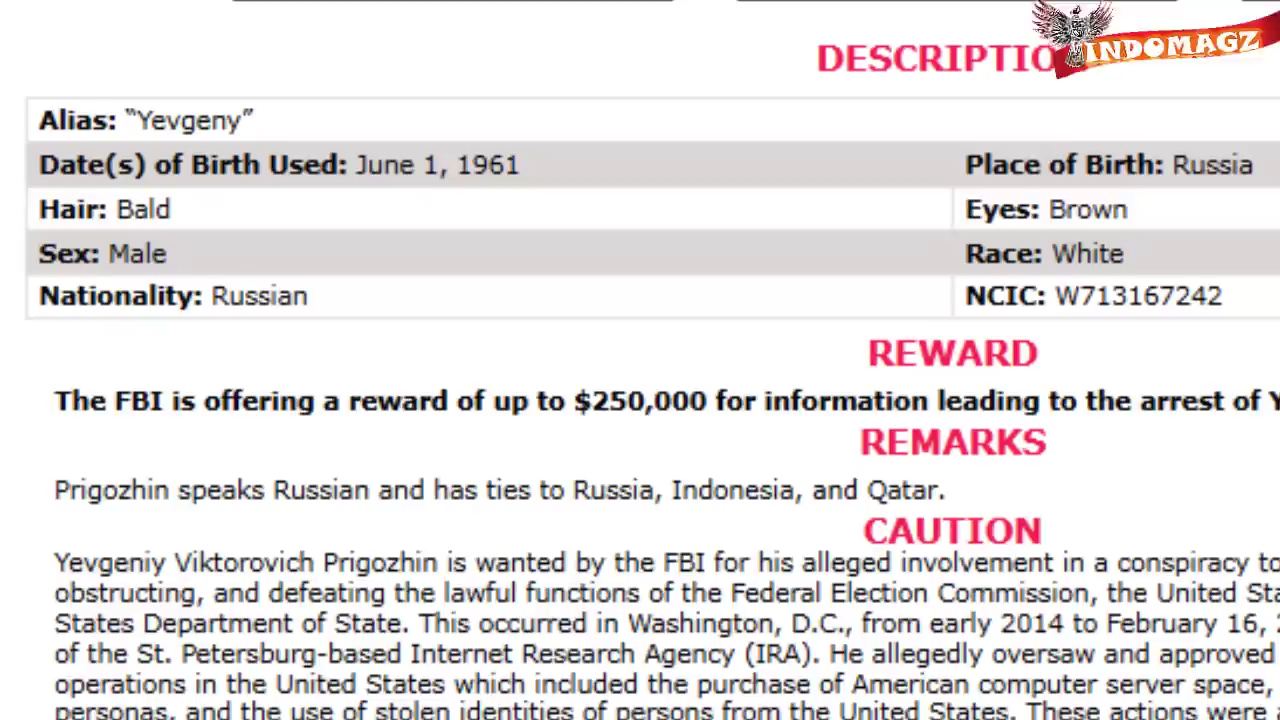 INDOMAGZ
DESCRIPTIO
Alias: “Yevgeny”
Date(s) of Birth Used: June 1, 1961 Place of Birth: Russia
Hair: Bald Eyes: Brown
Sex: Male Race: White
Nationality: Russian NCIC: W713167242
REWARD
The FBI is offering a reward of up to $250,000 for information leading to the arrest of Y
REMARKS
Prigozhin speaks Russian and has ties to Russia, Indonesia, and Qatar.
CAUTION
Yevgeniy Viktorovich Prigozhin is wanted by the FBI for his alleged involvement in a conspiracy to
obstructing, and defeating the lawful functions of the Federal Election Commission, the United Sta
States Department of State. This occurred in Washington, D.C., from early 2014 to February 16, 2
of the St. Petersburg-based Internet Research Agency (IRA). He allegedly oversaw and approved
operations in the United States which included the purchase of American computer server space,
personas, and the use of stolen identities of persons from the United States. These actions were